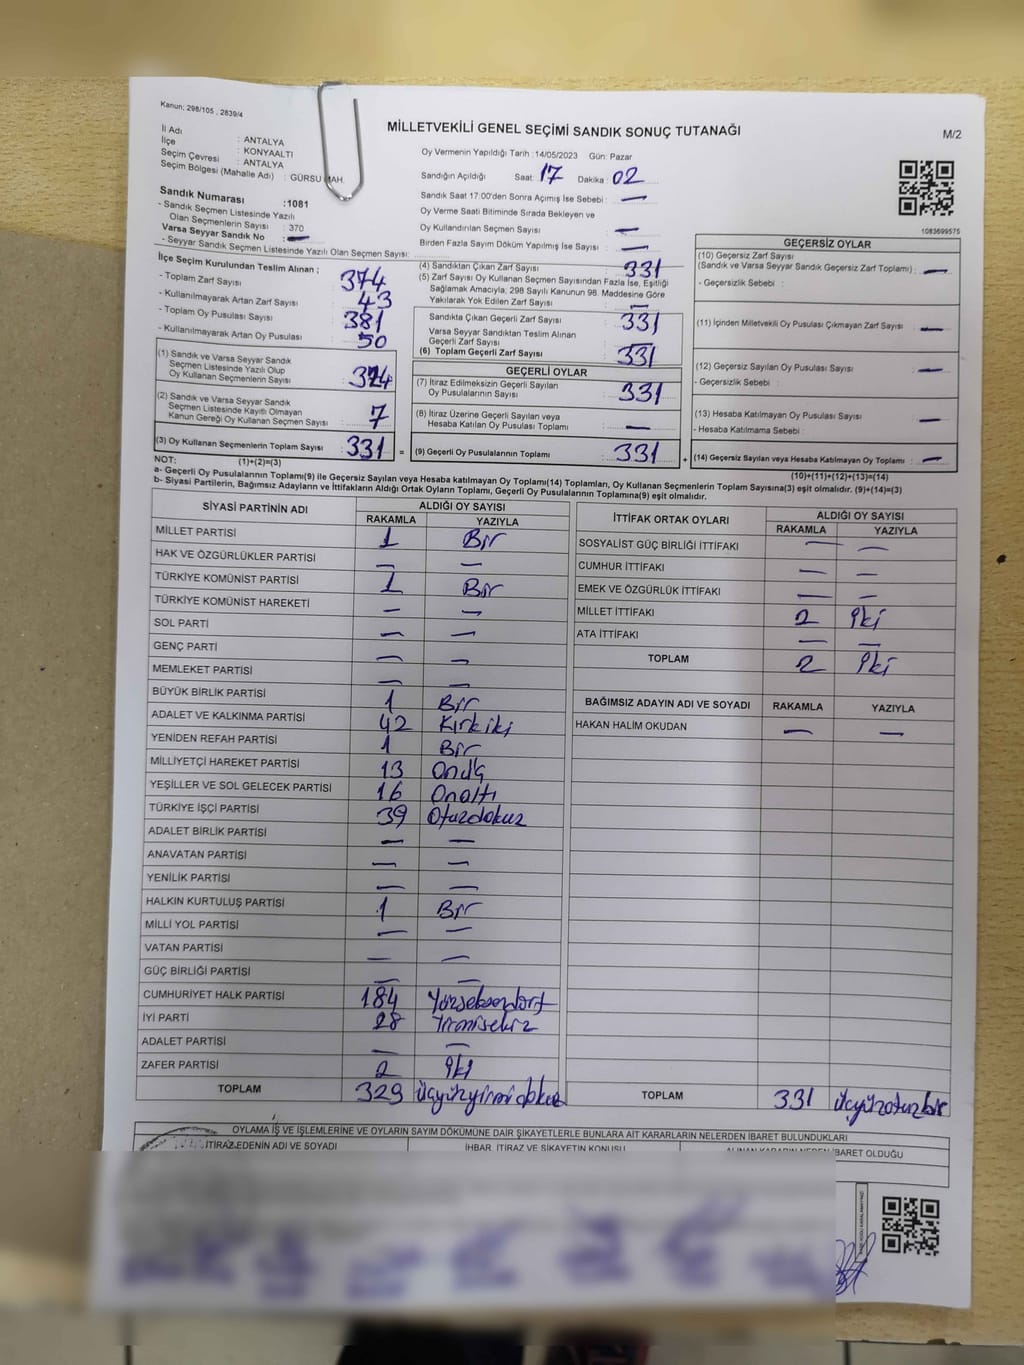 Kanun; 298/105 , 2839/4
MİLLETVEKİLİ GENEL SEÇİMİ SANDIK SONUÇ TUTANAĞI
M/2
İl Adı : ANTALYA
İlçe : KONYAALTI
Seçim Çevresi : ANTALYA
Seçim Bölgesi (Mahalle Adı) : GÜRSU MAH.
Sandık Numarası :1081
- Sandık Seçmen Listesinde Yazılı
Olan Seçmenlerin Sayısı : 370
Varsa Seyyar Sandık No : —
- Seyyar Sandık Seçmen Listesinde Yazılı Olan Seçmen Sayısı:
Oy Vermenin Yapıldığı Tarih :14/05/2023 Gün: Pazar
Sandığın Açıldığı Saat: 17 Dakika : 02
Sandık Saat 17:00'den Sonra Açımış İse Sebebi : —
Oy Verme Saati Bitiminde Sırada Bekleyen ve
Oy Kullandırılan Seçmen Sayısı : —
Birden Fazla Sayım Döküm Yapılmış İse Sayısı : —
1083699575
İlçe Seçim Kurulundan Teslim Alınan ;
- Toplam Zarf Sayısı : 374
- Kullanılmayarak Artan Zarf Sayısı : 43
- Toplam Oy Pusulası Sayısı : 381
- Kullanılmayarak Artan Oy Pusulası : 50
(1) Sandık ve Varsa Seyyar Sandık
Seçmen Listesinde Yazılı Olup
Oy Kullanan Seçmenlerin Sayısı : 324
(2) Sandık ve Varsa Seyyar Sandık
Seçmen Listesinde Kayıtlı Olmayan
Kanun Gereği Oy Kullanan Seçmen Sayısı : 7
(3) Oy Kullanan Seçmenlerin Toplam Sayısı : 331
(4) Sandıktan Çıkan Zarf Sayısı : 331
(5) Zarf Sayısı Oy Kullanan Seçmen Sayısından Fazla İse, Eşitliği
Sağlamak Amacıyla, 298 Sayılı Kanunun 98. Maddesine Göre
Yakılarak Yok Edilen Zarf Sayısı : —
Sandıkta Çıkan Geçerli Zarf Sayısı : 331
Varsa Seyyar Sandıktan Teslim Alınan
Geçerli Zarf Sayısı : —
(6) Toplam Geçerli Zarf Sayısı : 331
GEÇERLİ OYLAR
(7) İtiraz Edilmeksizin Geçerli Sayılan
Oy Pusulalarının Sayısı : 331
(8) İtiraz Üzerine Geçerli Sayılan veya
Hesaba Katılan Oy Pusulası Toplamı : —
= (9) Geçerli Oy Pusulalarının Toplamı : 331
GEÇERSİZ OYLAR
(10) Geçersiz Zarf Sayısı
(Sandık ve Varsa Seyyar Sandık Geçersiz Zarf Toplamı) : —
- Geçersizlik Sebebi :
(11) İçinden Milletvekili Oy Pusulası Çıkmayan Zarf Sayısı : —
(12) Geçersiz Sayılan Oy Pusulası Sayısı : —
- Geçersizlik Sebebi :
(13) Hesaba Katılmayan Oy Pusulası Sayısı : —
- Hesaba Katılmama Sebebi :
+ (14) Geçersiz Sayılan veya Hesaba Katılmayan Oy Toplamı : —
NOT: (1)+(2)=(3)
(10)+(11)+(12)+(13)=(14)
a- Geçerli Oy Pusulalarının Toplamı(9) ile Geçersiz Sayılan veya Hesaba katılmayan Oy Toplamı(14) Toplamları, Oy Kullanan Seçmenlerin Toplam Sayısına(3) eşit olmalıdır. (9)+(14)=(3)
b- Siyasi Partilerin, Bağımsız Adayların ve İttifakların Aldığı Ortak Oyların Toplamı, Geçerli Oy Pusulalarının Toplamına(9) eşit olmalıdır.
SİYASİ PARTİNİN ADI ALDIĞI OY SAYISI
RAKAMLA YAZIYLA
MİLLET PARTİSİ 1 Bir
HAK VE ÖZGÜRLÜKLER PARTİSİ — —
TÜRKİYE KOMÜNİST PARTİSİ 1 Bir
TÜRKİYE KOMÜNİST HAREKETİ — —
SOL PARTİ — —
GENÇ PARTİ — —
MEMLEKET PARTİSİ — —
BÜYÜK BİRLİK PARTİSİ 1 Bir
ADALET VE KALKINMA PARTİSİ 42 Kırkiki
YENİDEN REFAH PARTİSİ 1 Bir
MİLLİYETÇİ HAREKET PARTİSİ 13 Onüç
YEŞİLLER VE SOL GELECEK PARTİSİ 16 Onaltı
TÜRKİYE İŞÇİ PARTİSİ 39 Otuzdokuz
ADALET BİRLİK PARTİSİ — —
ANAVATAN PARTİSİ — —
YENİLİK PARTİSİ — —
HALKIN KURTULUŞ PARTİSİ 1 Bir
MİLLİ YOL PARTİSİ — —
VATAN PARTİSİ — —
GÜÇ BİRLİĞİ PARTİSİ — —
CUMHURİYET HALK PARTİSİ 184 Yüzseksendört
İYİ PARTİ 28 Yirmisekiz
ADALET PARTİSİ — —
ZAFER PARTİSİ 2 İki
TOPLAM 329 üçyüzyirmidokuz
İTTİFAK ORTAK OYLARI ALDIĞI OY SAYISI
RAKAMLA YAZIYLA
SOSYALİST GÜÇ BİRLİĞİ İTTİFAKI — —
CUMHUR İTTİFAKI — —
EMEK VE ÖZGÜRLÜK İTTİFAKI — —
MİLLET İTTİFAKI 2 İki
ATA İTTİFAKI — —
TOPLAM 2 İki
BAĞIMSIZ ADAYIN ADI VE SOYADI RAKAMLA YAZIYLA
HAKAN HALİM OKUDAN — —
TOPLAM 331 üçyüzotuzbir
OYLAMA İŞ VE İŞLEMLERİNE VE OYLARIN SAYIM DÖKÜMÜNE DAİR ŞİKAYETLERLE BUNLARA AİT KARARLARIN NELERDEN İBARET BULUNDUKLARI
İTİRAZ EDENİN ADI VE SOYADI İHBAR, İTİRAZ VE ŞİKAYETİN KONUSU ALINAN KARARIN NEDEN İBARET OLDUĞU